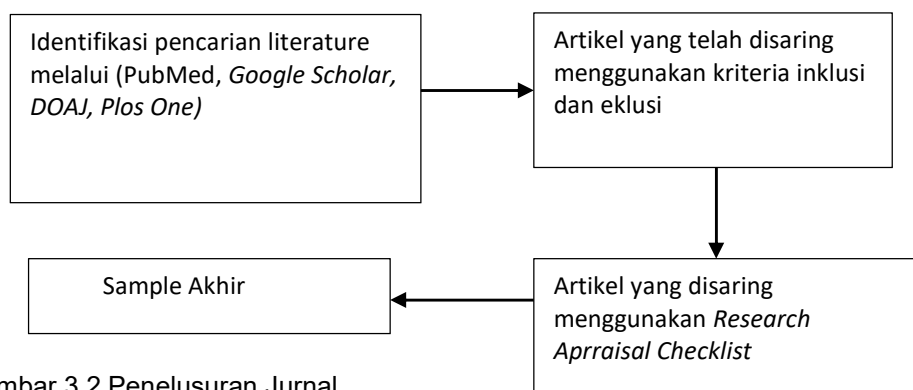 Identifikasi pencarian literature
melalui (PubMed, Google Scholar,
DOAJ, Plos One)
Artikel yang telah disaring
menggunakan kriteria inklusi
dan eklusi
Artikel yang disaring
menggunakan Research
Aprraisal Checklist
Sample Akhir
mbar 3.2 Penelusuran Jurnal